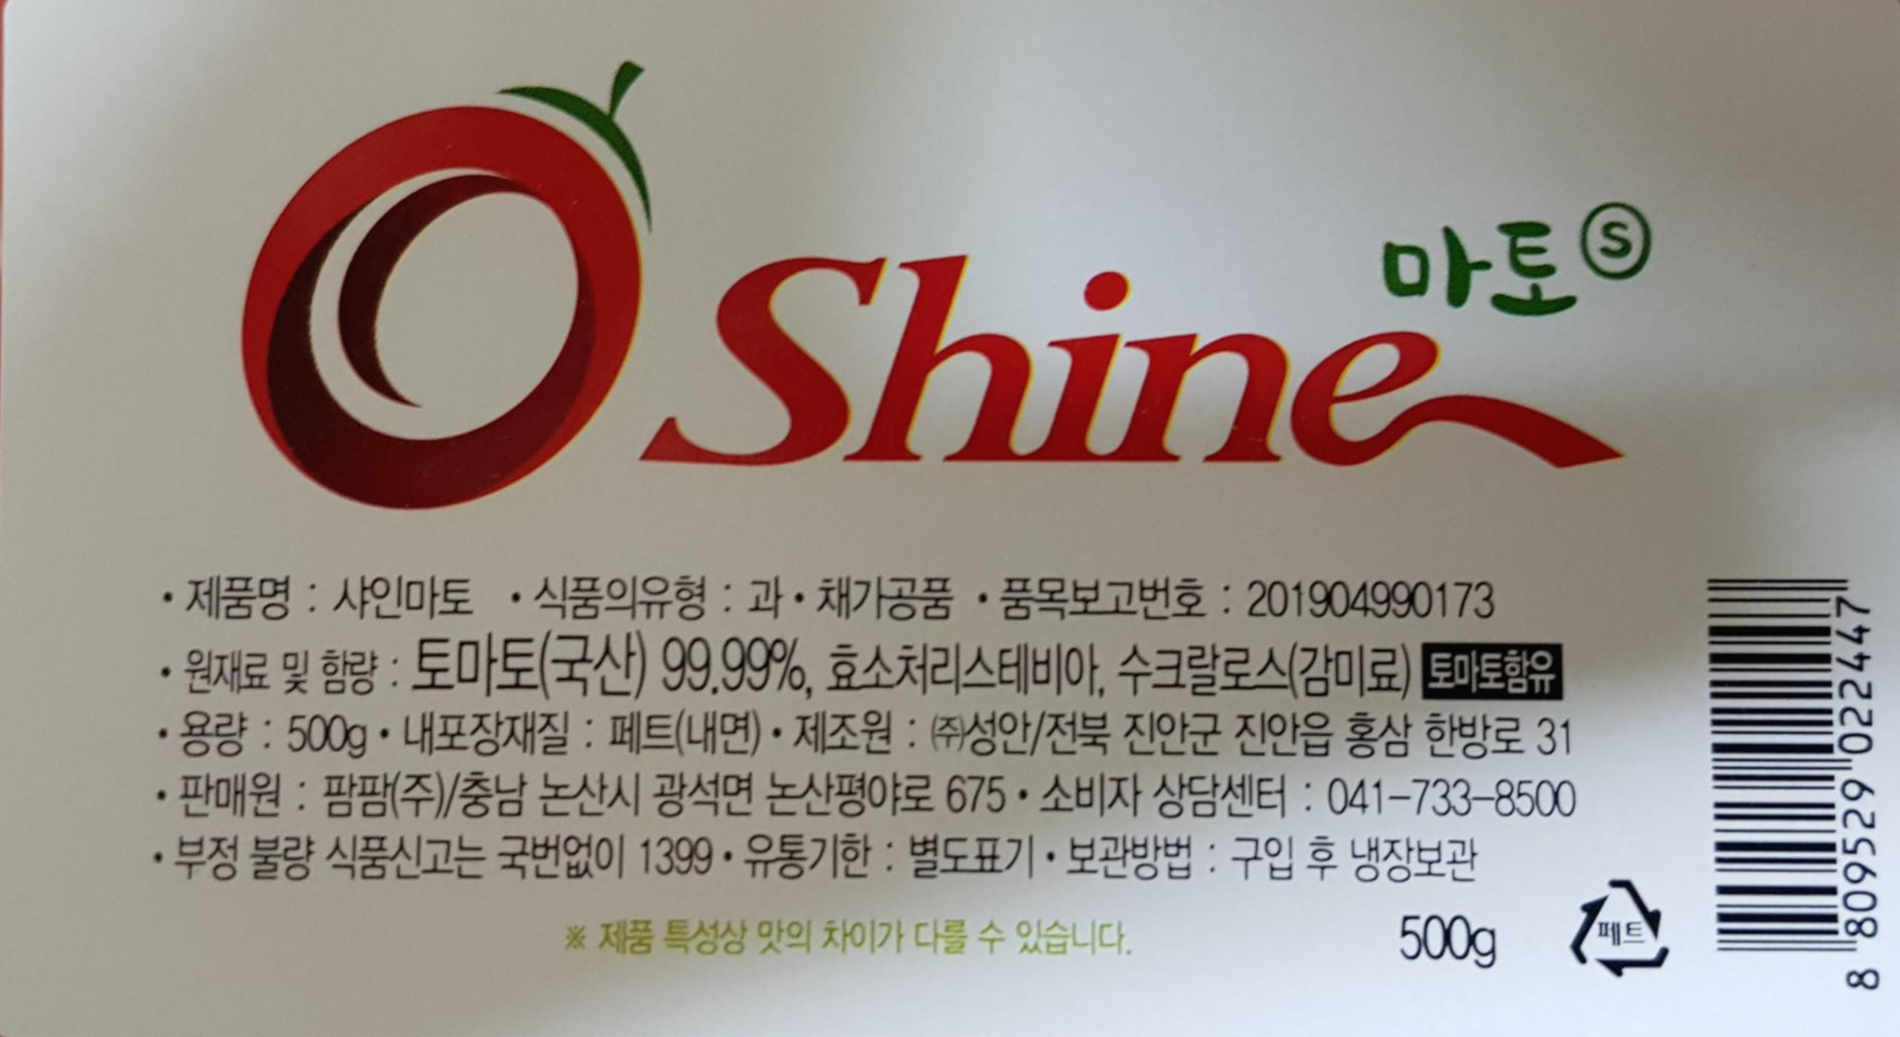 Shine
마토 Ⓢ
• 제품명 : 샤인마토 • 식품의유형 : 과・채가공품 • 품목보고번호 : 201904990173
• 원재료 및 함량 : 토마토(국산) 99.99%, 효소처리스테비아, 수크랄로스(감미료) 토마토함유
• 용량 : 500g • 내포장재질 : 페트(내면) • 제조원 : ㈜성안/전북 진안군 진안읍 홍삼 한방로 31
• 판매원 : 팜팜(주)/충남 논산시 광석면 논산평야로 675 • 소비자 상담센터 : 041-733-8500
• 부정 불량 식품신고는 국번없이 1399 • 유통기한 : 별도표기 • 보관방법 : 구입 후 냉장보관
※ 제품 특성상 맛의 차이가 다를 수 있습니다.
500g
페트
8 809529 022447